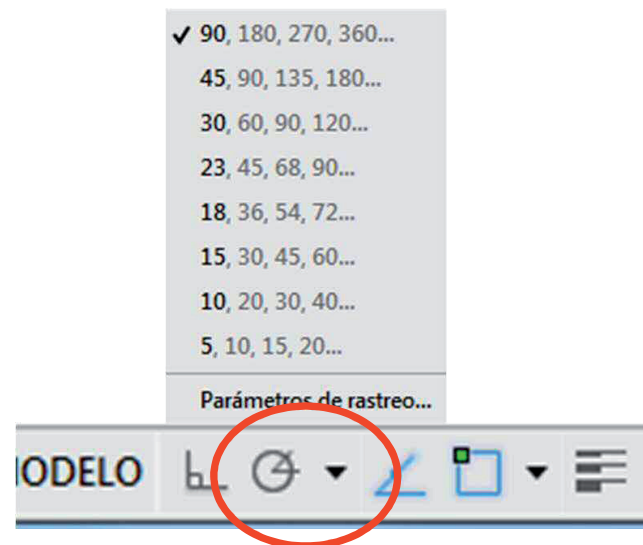 90, 180, 270, 360...
45, 90, 135, 180...
30, 60, 90, 120...
23, 45, 68, 90...
18, 36, 54, 72...
15, 30, 45, 60...
10, 20, 30, 40...
5, 10, 15, 20...
Parámetros de rastreo...
MODELO